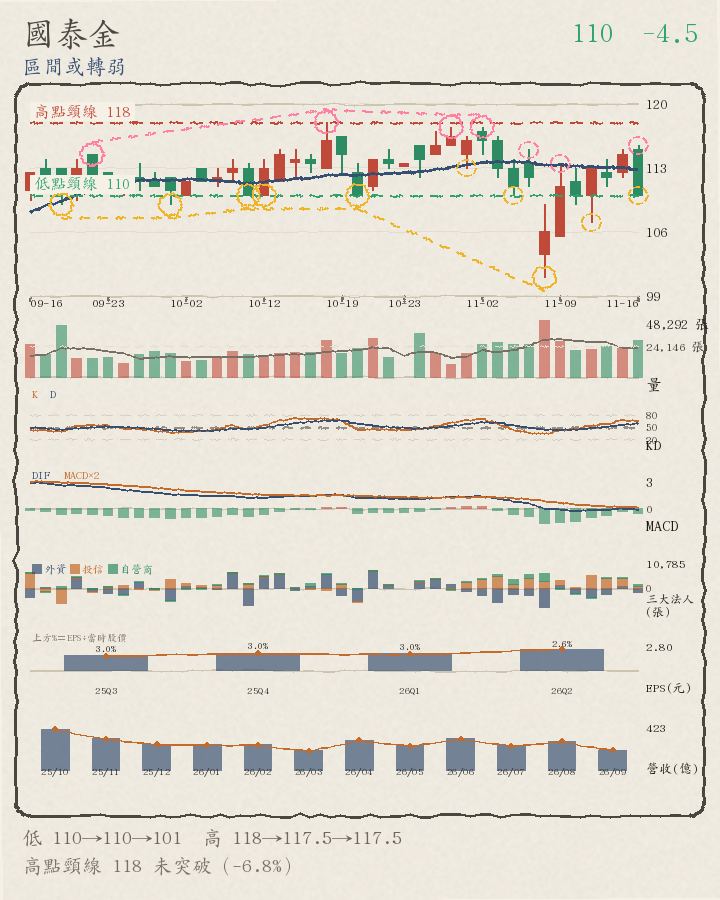 國泰金
110 -4.5
區間或轉弱
高點頸線 118
低點頸線 110
120
113
106
99
09-16 09-23 10-02 10-12 10-19 10-23 11-02 11-09 11-16
48,292 張
24,146 張
量
K D
80
50
20
KD
DIF MACD×2
3
0
MACD
外資 投信 自營商
10,785
0
三大法人
(張)
上方%=EPS÷當時股價
3.0% 3.0% 3.0% 2.6%
2.80
25Q3 25Q4 26Q1 26Q2
EPS(元)
423
25/10 25/11 25/12 26/01 26/02 26/03 26/04 26/05 26/06 26/07 26/08 26/09
營收(億)
低 110→110→101 高 118→117.5→117.5
高點頸線 118 未突破 (-6.8%)